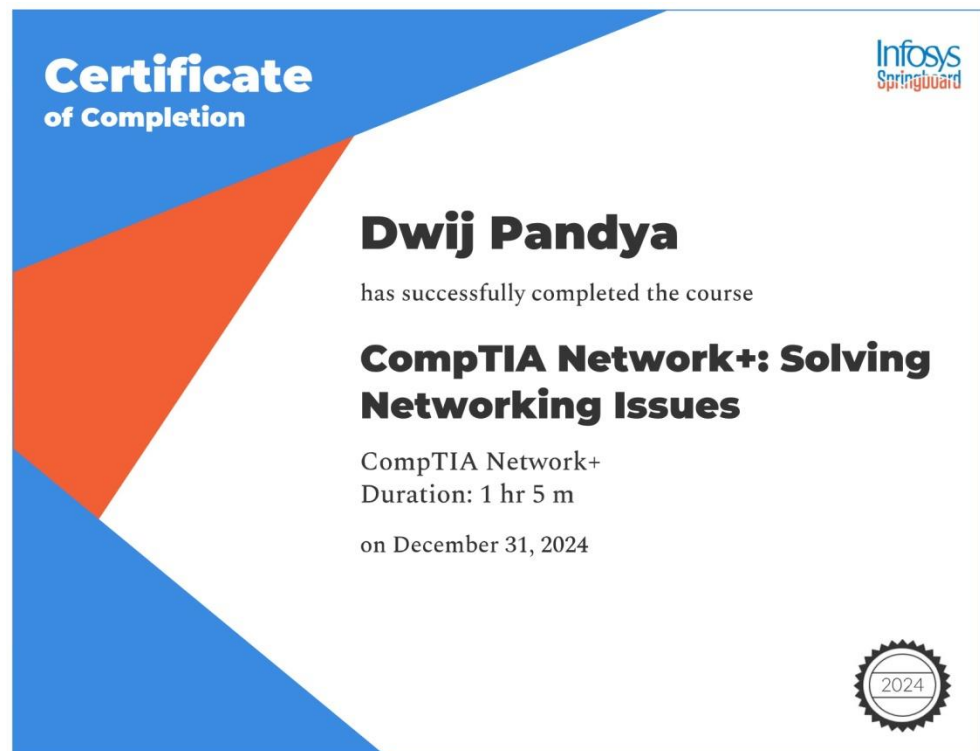 Certificate
of Completion
Infosys
Springboard
Dwij Pandya
has successfully completed the course
CompTIA Network+: Solving
Networking Issues
CompTIA Network+
Duration: 1 hr 5 m
on December 31, 2024
2024